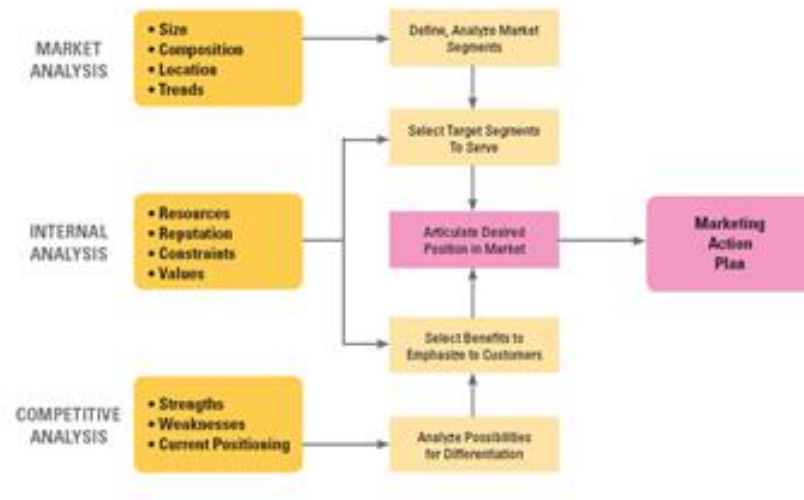 MARKET
ANALYSIS
• Size
• Composition
• Location
• Trends
Define, Analyze Market
Segments
Select Target Segments
To Serve
INTERNAL
ANALYSIS
• Resources
• Reputation
• Constraints
• Values
Articulate Desired
Position in Market
Marketing
Action
Plan
Select Benefits to
Emphasize to Customers
COMPETITIVE
ANALYSIS
• Strengths
• Weaknesses
• Current Positioning
Analyze Possibilities
for Differentiation